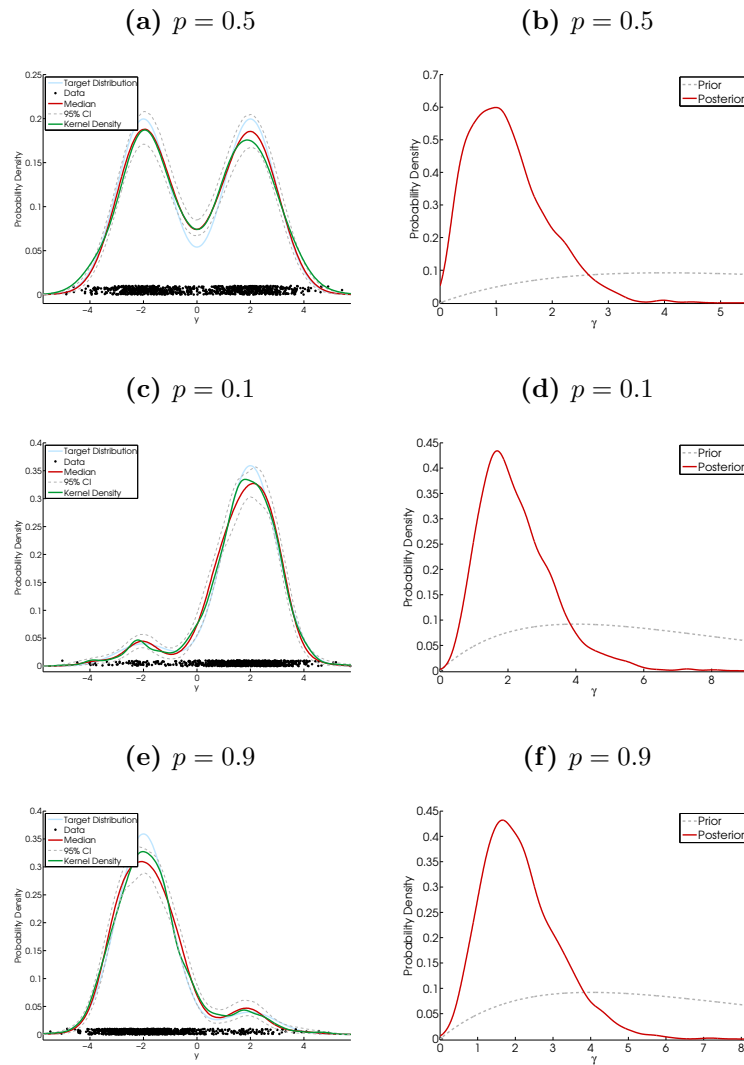 (a) p = 0.5
0.25
0.2
0.15
0.1
0.05
0
Probability Density
Target Distribution
Data
Median
95% CI
Kernel Density
−4 −2 0 2 4
y
(b) p = 0.5
0.7
0.6
0.5
0.4
0.3
0.2
0.1
0
Probability Density
Prior
Posterior
0 1 2 3 4 5
γ
(c) p = 0.1
0.4
0.35
0.3
0.25
0.2
0.15
0.1
0.05
0
Probability Density
Target Distribution
Data
Median
95% CI
Kernel Density
−4 −2 0 2 4
y
(d) p = 0.1
0.45
0.4
0.35
0.3
0.25
0.2
0.15
0.1
0.05
0
Probability Density
Prior
Posterior
0 2 4 6 8
γ
(e) p = 0.9
0.4
0.35
0.3
0.25
0.2
0.15
0.1
0.05
0
Probability Density
Target Distribution
Data
Median
95% CI
Kernel Density
−4 −2 0 2 4
y
(f) p = 0.9
0.45
0.4
0.35
0.3
0.25
0.2
0.15
0.1
0.05
0
Probability Density
Prior
Posterior
0 1 2 3 4 5 6 7 8
γ